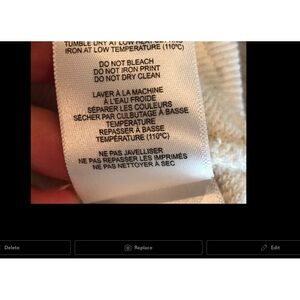 TUMBLE DRY AT LOW HEAT SETTING
IRON AT LOW TEMPERATURE (110°C)
DO NOT BLEACH
DO NOT IRON PRINT
DO NOT DRY CLEAN
LAVER À LA MACHINE
À L'EAU FROIDE
SÉPARER LES COULEURS
SÉCHER PAR CULBUTAGE À BASSE
TEMPÉRATURE
REPASSER À BASSE
TEMPÉRATURE (110°C)
NE PAS JAVELLISER
NE PAS REPASSER LES IMPRIMÉS
NE PAS NETTOYER À SEC
Delete
Replace
Edit